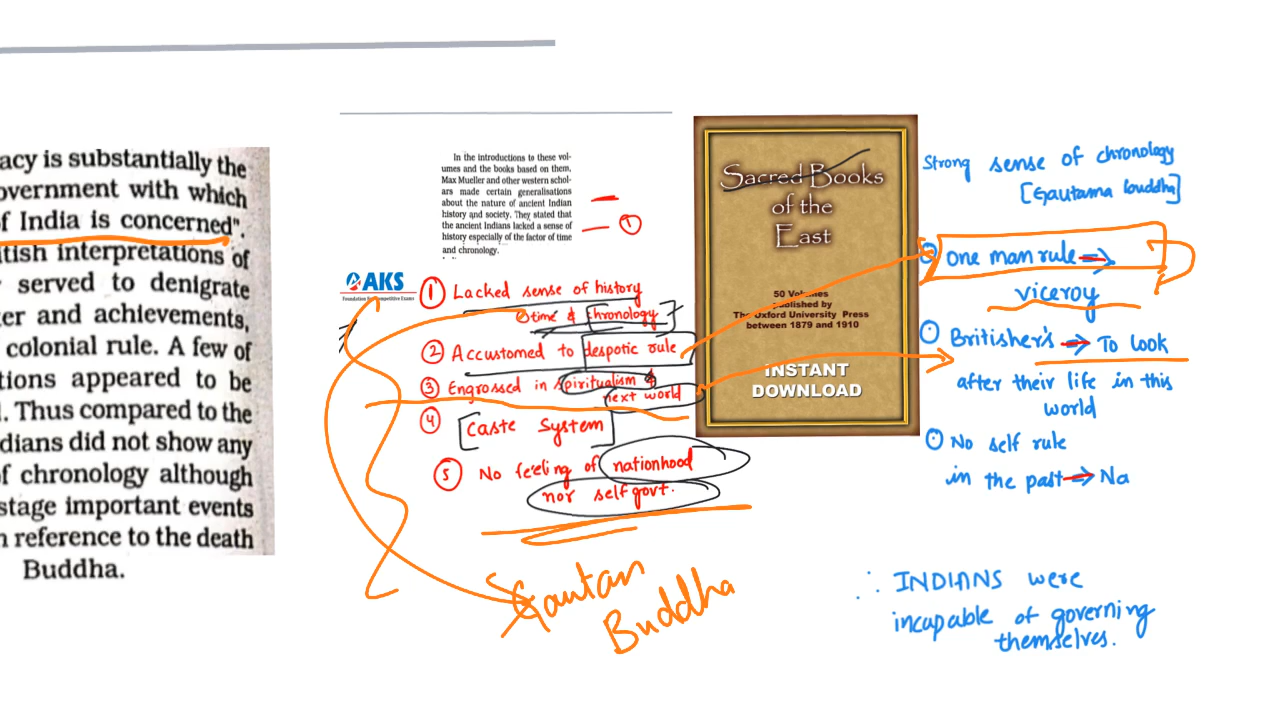 acy is substantially the
overnment with which
f India is concerned".
tish interpretations of
served to denigrate
ter and achievements,
colonial rule. A few of
tions appeared to be
. Thus compared to the
dians did not show any
of chronology although
stage important events
n reference to the death
Buddha.
In the introductions to these vol-
umes and the books based on them,
Max Mueller and other western schol-
ars made certain generalisations
about the nature of ancient Indian
history and society. They stated that
the ancient Indians lacked a sense of
history especially of the factor of time
and chronology.
①
AKS
Foundation for Competitive Exams
① Lacked sense of history
time & chronology
② Accustomed to despotic rule
③ Engrossed in spiritualism &
next world
④ [Caste System]
⑤ No feeling of nationhood
nor self govt.
Gautam
Buddha
Sacred Books
of the
East
50 Volumes
Published by
The Oxford University Press
between 1879 and 1910
INSTANT
DOWNLOAD
Strong sense of chronology
[Gautama buddha]
One man rule ⇒
viceroy
Britisher's ⇒ To look
after their life in this
world
No self rule
in the past ⇒ Na
∴ INDIANS were
incapable of governing
themselves.